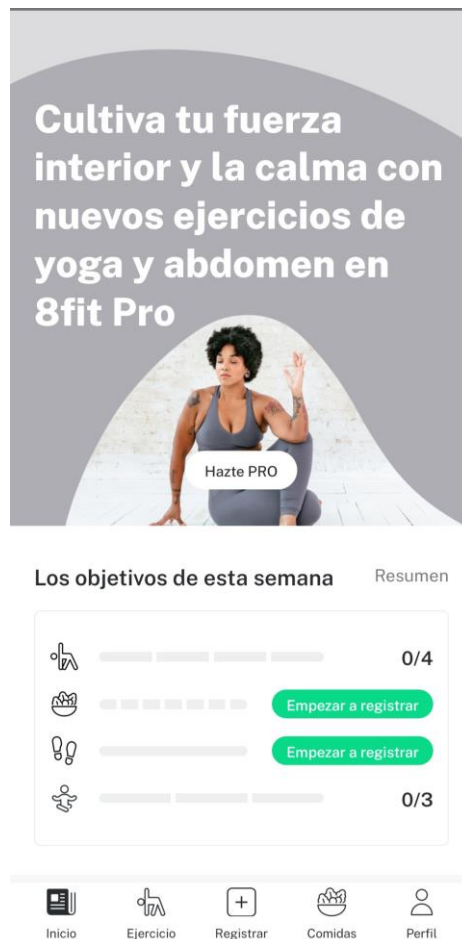 Cultiva tu fuerza
interior y la calma con
nuevos ejercicios de
yoga y abdomen en
8fit Pro
Hazte PRO
Los objetivos de esta semana Resumen
0/4
Empezar a registrar
Empezar a registrar
0/3
Inicio Ejercicio Registrar Comidas Perfil